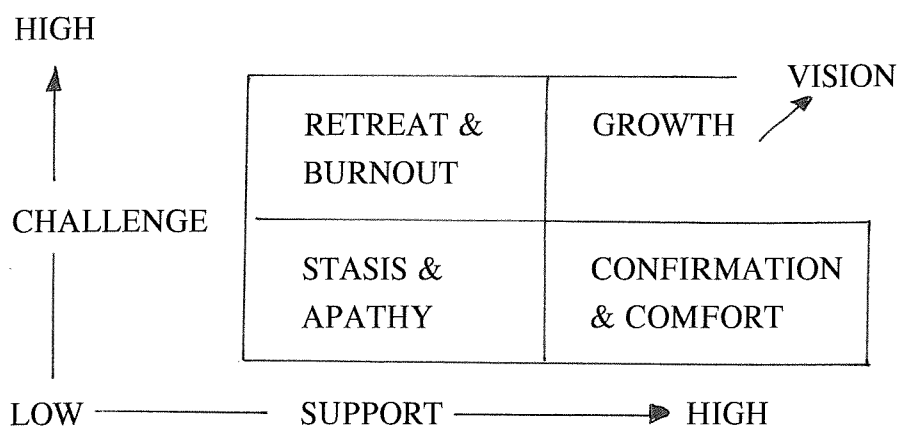 HIGH
VISION
RETREAT &
BURNOUT
GROWTH
CHALLENGE
STASIS &
APATHY
CONFIRMATION
& COMFORT
LOW
SUPPORT
HIGH